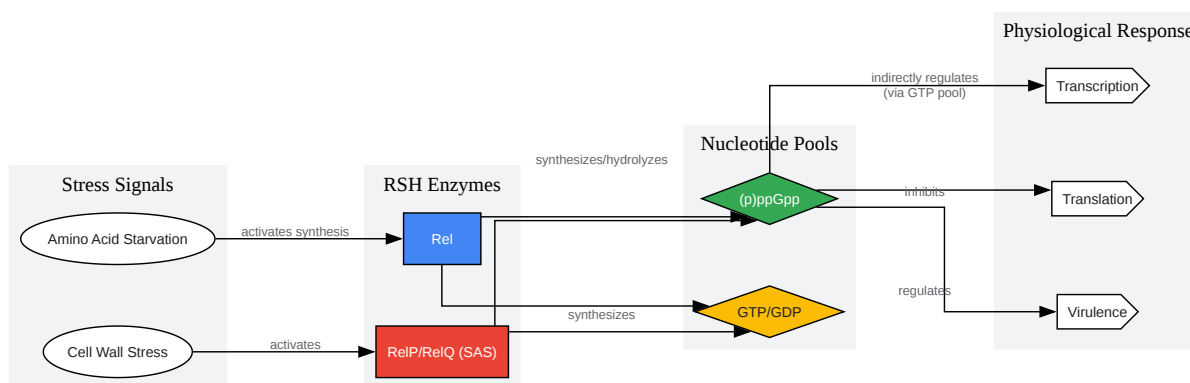 Physiological Response
indirectly regulates
(via GTP pool)
Transcription
Nucleotide Pools
synthesizes/hydrolyzes
Stress Signals
RSH Enzymes
(p)ppGpp
inhibits
Translation
Amino Acid Starvation
activates synthesis
Rel
regulates
synthesizes
GTP/GDP
Virulence
Cell Wall Stress
activates
RelP/RelQ (SAS)